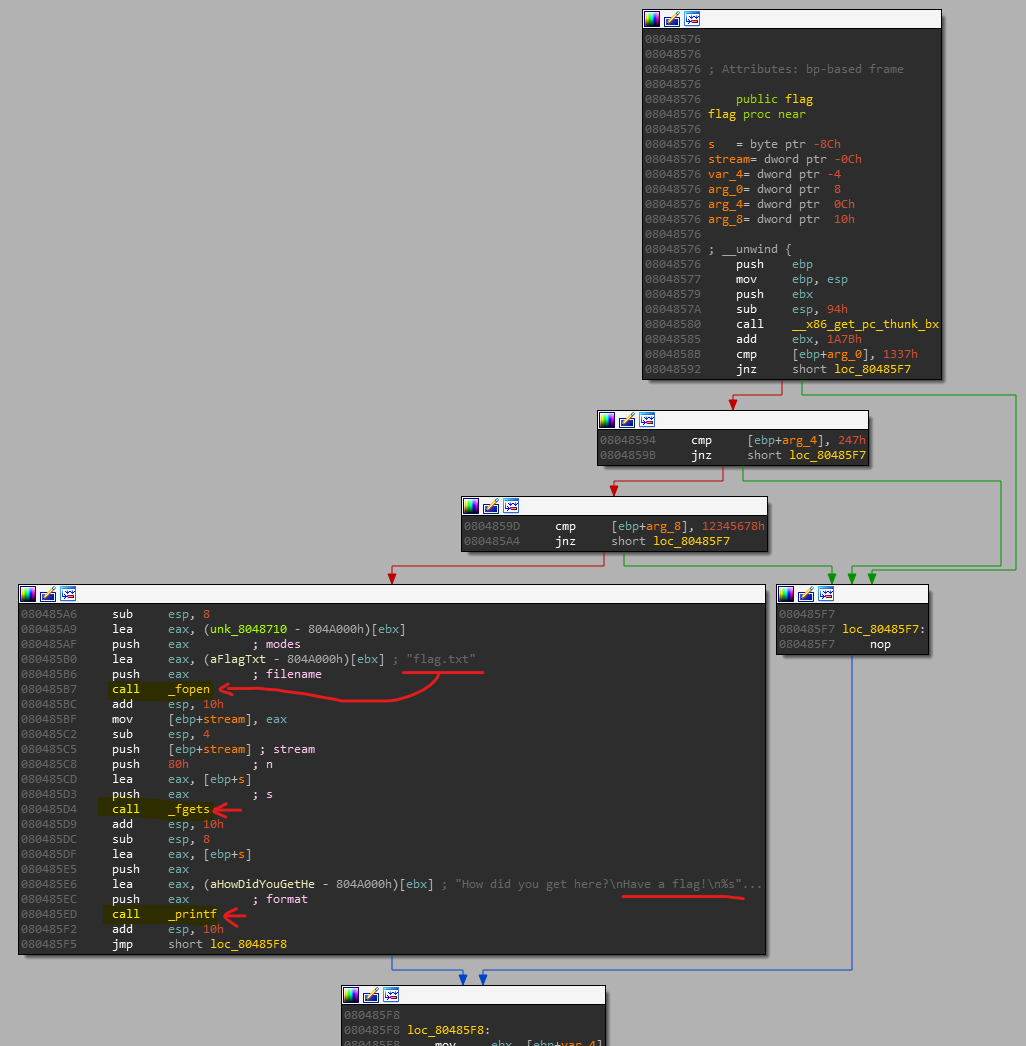 08048576
08048576
08048576 ; Attributes: bp-based frame
08048576
08048576 public flag
08048576 flag proc near
08048576
08048576 s = byte ptr -8Ch
08048576 stream= dword ptr -0Ch
08048576 var_4= dword ptr -4
08048576 arg_0= dword ptr 8
08048576 arg_4= dword ptr 0Ch
08048576 arg_8= dword ptr 10h
08048576
08048576 ; __unwind {
08048576 push ebp
08048577 mov ebp, esp
08048579 push ebx
0804857A sub esp, 94h
08048580 call __x86_get_pc_thunk_bx
08048585 add ebx, 1A7Bh
0804858B cmp [ebp+arg_0], 1337h
08048592 jnz short loc_80485F7
08048594 cmp [ebp+arg_4], 247h
0804859B jnz short loc_80485F7
0804859D cmp [ebp+arg_8], 12345678h
080485A4 jnz short loc_80485F7
080485A6 sub esp, 8
080485A9 lea eax, (unk_8048710 - 804A000h)[ebx]
080485AF push eax ; modes
080485B0 lea eax, (aFlagTxt - 804A000h)[ebx] ; "flag.txt"
080485B6 push eax ; filename
080485B7 call _fopen
080485BC add esp, 10h
080485BF mov [ebp+stream], eax
080485C2 sub esp, 4
080485C5 push [ebp+stream] ; stream
080485C8 push 80h ; n
080485CD lea eax, [ebp+s]
080485D3 push eax ; s
080485D4 call _fgets
080485D9 add esp, 10h
080485DC sub esp, 8
080485DF lea eax, [ebp+s]
080485E5 push eax
080485E6 lea eax, (aHowDidYouGetHe - 804A000h)[ebx] ; "How did you get here?\nHave a flag!\n%s"...
080485EC push eax ; format
080485ED call _printf
080485F2 add esp, 10h
080485F5 jmp short loc_80485F8
080485F7
080485F7 loc_80485F7:
080485F7 nop
080485F8
080485F8 loc_80485F8:
080485F8 mov ebx, [ebp+var_4]